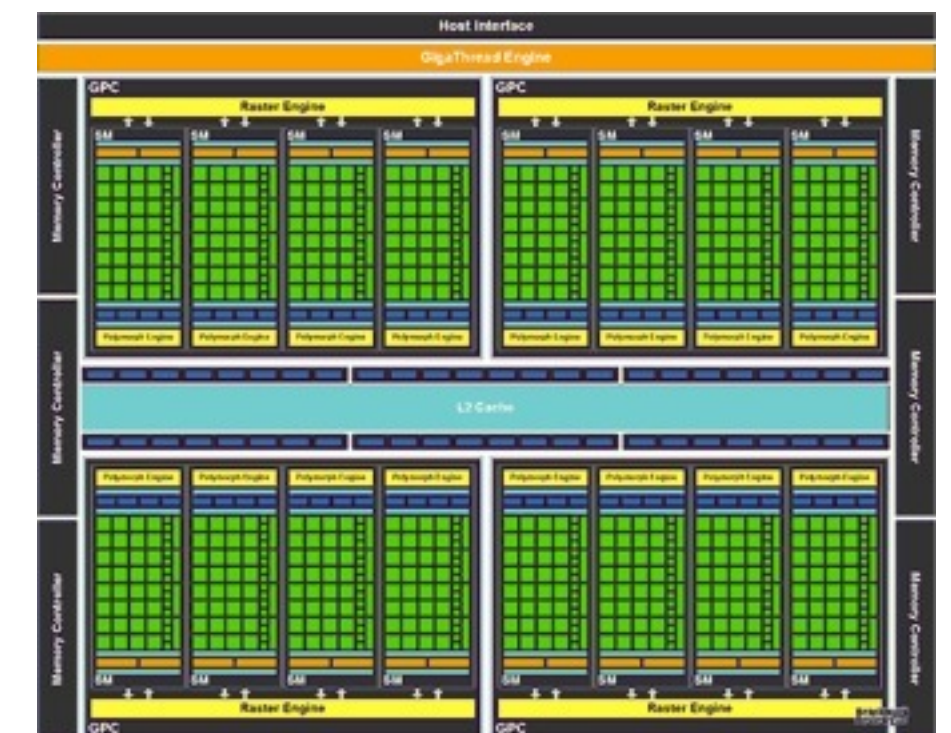 Host Interface
GigaThread Engine
GPC GPC
Raster Engine Raster Engine
SM SM SM SM SM SM SM SM
Memory Controller Memory Controller
Polymorph Engine Polymorph Engine Polymorph Engine Polymorph Engine Polymorph Engine Polymorph Engine Polymorph Engine Polymorph Engine
Memory Controller Memory Controller
L2 Cache
Polymorph Engine Polymorph Engine Polymorph Engine Polymorph Engine Polymorph Engine Polymorph Engine Polymorph Engine Polymorph Engine
Memory Controller Memory Controller
SM SM SM SM SM SM SM SM
Raster Engine Raster Engine
GPC GPC